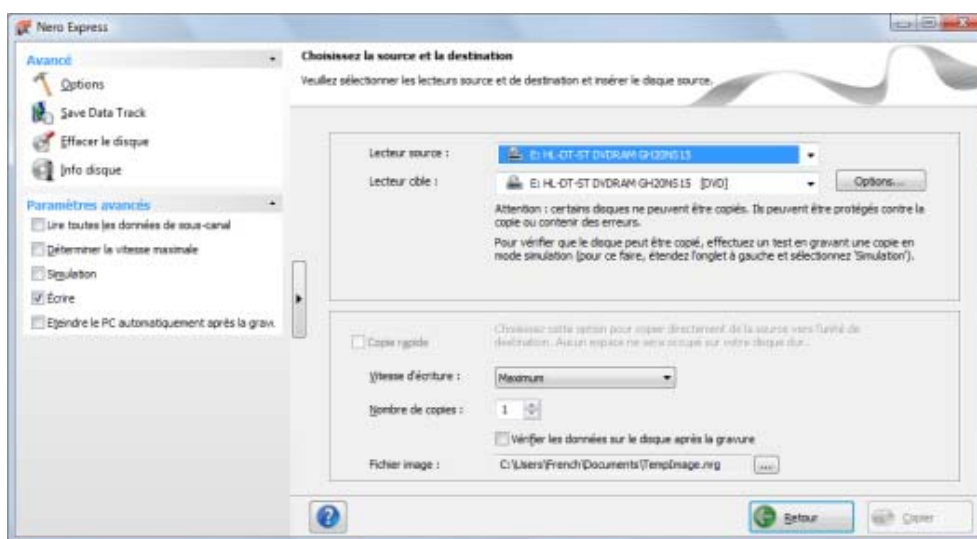 Nero Express
Avancé
Options
Save Data Track
Effacer le disque
Info disque
Paramètres avancés
Lire toutes les données de sous-canal
Déterminer la vitesse maximale
Simulation
Écrire
Eteindre le PC automatiquement après la grav.
Choisissez la source et la destination
Veuillez sélectionner les lecteurs source et de destination et insérer le disque source.
Lecteur source :
E: HL-DT-ST DVDRAM GH20NS15
Lecteur cible :
E: HL-DT-ST DVDRAM GH20NS15 [DVD]
Options...
Attention : certains disques ne peuvent être copiés. Ils peuvent être protégés contre la
copie ou contenir des erreurs.
Pour vérifier que le disque peut être copié, effectuez un test en gravant une copie en
mode simulation (pour ce faire, étendez l'onglet à gauche et sélectionnez 'Simulation').
Copie rapide
Choisissez cette option pour copier directement de la source vers l'unité de
destination. Aucun espace ne sera occupé sur votre disque dur.
Vitesse d'écriture :
Maximum
Nombre de copies :
1
Vérifier les données sur le disque après la gravure
Fichier image :
C:\Users\French\Documents\TempImage.nrg
...
Retour
Copier